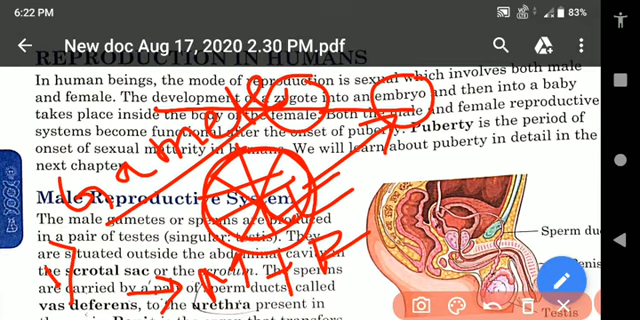 6:22 PM 83%
New doc Aug 17, 2020 2.30 PM.pdf
REPRODUCTION IN HUMANS
In human beings, the mode of reproduction is sexual which involves both male
and female. The development of a zygote into an embryo and then into a baby
takes place inside the body of the female. Both the male and female reproductive
systems become functional after the onset of puberty. Puberty is the period of
onset of sexual maturity in humans. We will learn about puberty in detail in the
next chapter.
Gamete
Male Reproductive System
The male gametes or sperms are produced
in a pair of testes (singular: testis). They
are situated outside the abdominal cavity in
the scrotal sac or the scrotum. The sperms
are carried by a pair of sperm ducts called
vas deferens, to the urethra present in
Sperm du
enis
Testis